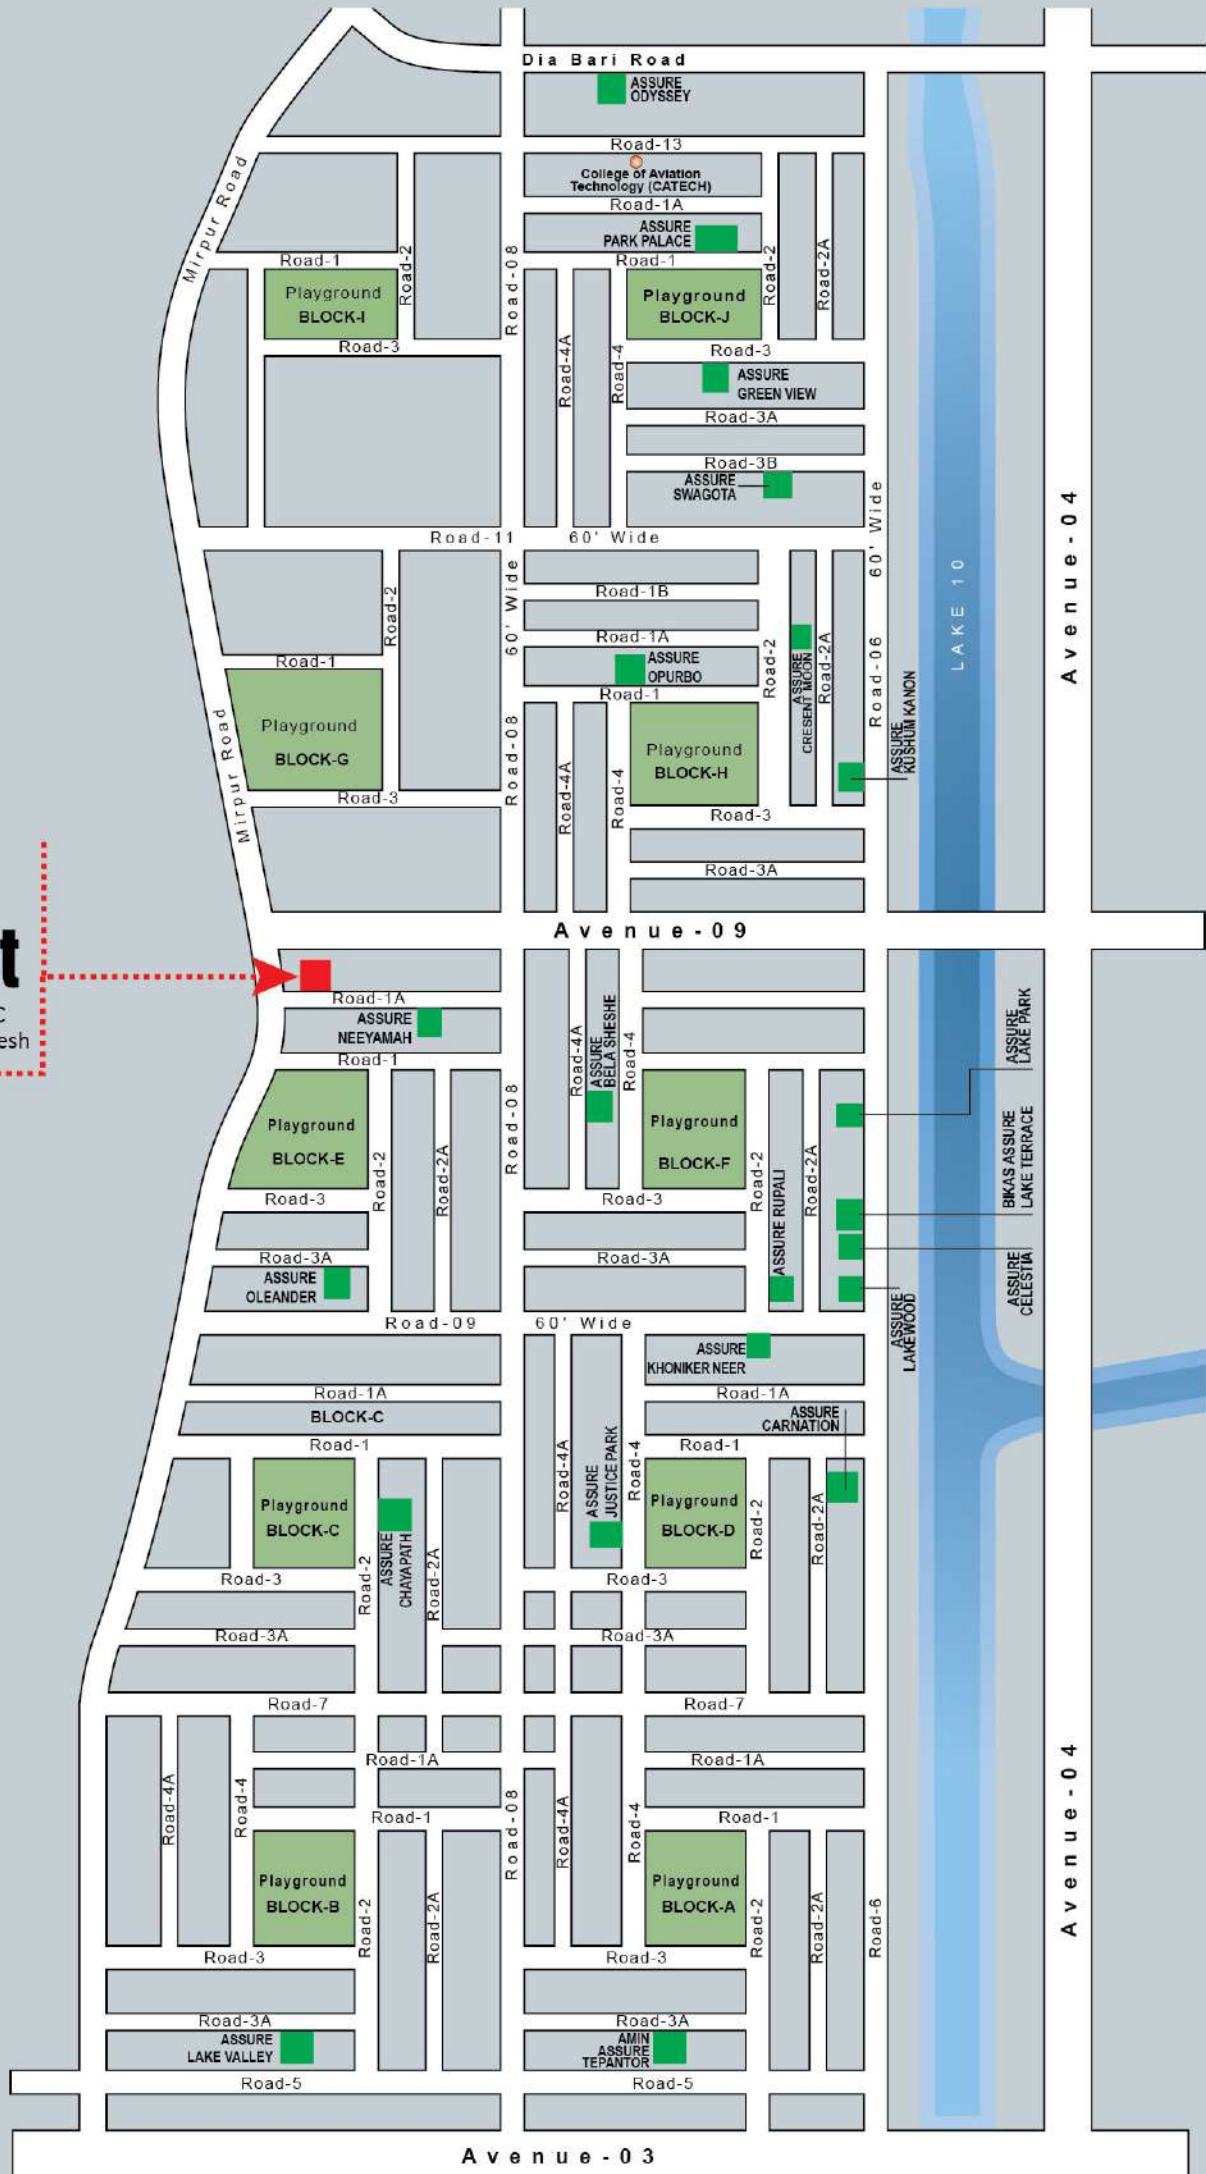 Dia Bari Road
ASSURE
ODYSSEY
Road-13
College of Aviation
Technology (CATECH)
Road-1A
ASSURE
PARK PALACE
Mirpur Road
Road-1
Road-2
Road-08
Road-1
Road-2
Road-2A
Playground
BLOCK-I
Playground
BLOCK-J
Road-3
Road-4A
Road-4
Road-3
ASSURE
GREEN VIEW
Road-3A
Road-3B
ASSURE
SWAGOTA
60' Wide
Avenue-04
Road-11
60' Wide
60' Wide
Road-2
Road-1B
LAKE 10
Road-1A
Road-1
ASSURE
OPURBO
Road-2
ASSURE
CRESENT MOON
Road-2A
Road-06
Road-1
Mirpur Road
Playground
BLOCK-G
Road-08
Playground
BLOCK-H
ASSURE
KUSHUM KANON
Road-3
Road-4A
Road-4
Road-3
Road-3A
Avenue-09
t
C
esh
Road-1A
ASSURE
NEEYAMAH
Road-1
Road-4A
ASSURE
BELA SHESHE
Road-4
ASSURE
LAKE PARK
Playground
BLOCK-E
Road-2
Road-2A
Road-08
Playground
BLOCK-F
Road-2
ASSURE RUPALI
Road-2A
BIKAS ASSURE
LAKE TERRACE
Road-3
Road-3
Road-3A
Road-3A
ASSURE
OLEANDER
ASSURE
CELESTIA
ASSURE
LAKEWOOD
Road-09
60' Wide
ASSURE
KHONIKER NEER
Road-1A
Road-1A
BLOCK-C
ASSURE
CARNATION
Road-1
Road-1
Road-4A
ASSURE
JUSTICE PARK
Road-4
Playground
BLOCK-C
Playground
BLOCK-D
Road-2
Road-2A
Road-2
ASSURE
CHAYAPATH
Road-2A
Road-3
Road-3
Road-3A
Road-3A
Road-7
Road-7
Road-1A
Road-1A
Avenue-04
Road-4A
Road-4
Road-08
Road-4A
Road-4
Road-1
Road-1
Playground
BLOCK-B
Playground
BLOCK-A
Road-2
Road-2A
Road-2
Road-2A
Road-6
Road-3
Road-3
Road-3A
Road-3A
ASSURE
LAKE VALLEY
AMIN
ASSURE
TEPANTOR
Road-5
Road-5
Avenue-03